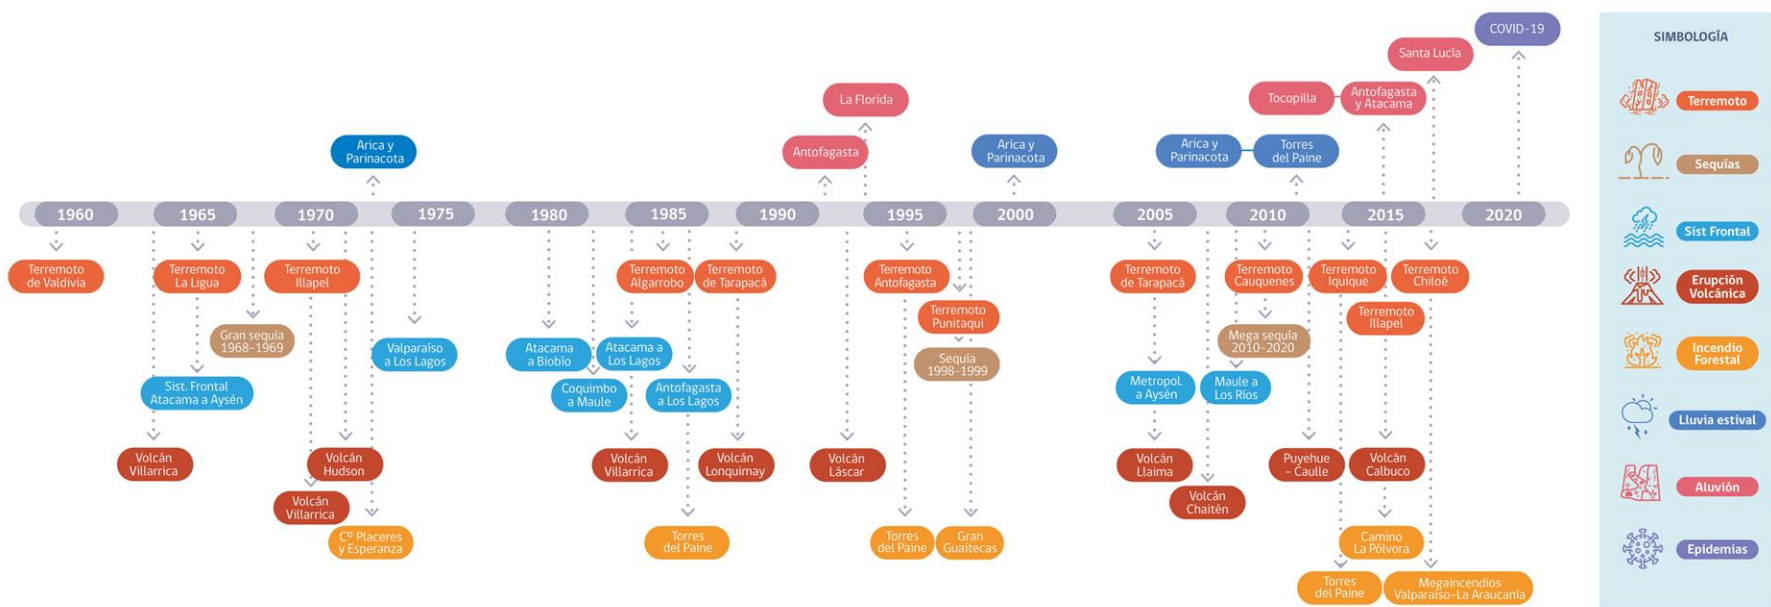 COVID-19
Santa Lucía
La Florida
Tocopilla
Antofagasta
y Atacama
Arica y
Parinacota
Antofagasta
Arica y
Parinacota
Arica y
Parinacota
Torres
del Paine
1960
1965
1970
1975
1980
1985
1990
1995
2000
2005
2010
2015
2020
Terremoto
de Valdivia
Terremoto
La Ligua
Terremoto
Illapel
Terremoto
Algarrobo
Terremoto
de Tarapacá
Terremoto
Antofagasta
Terremoto
de Tarapacá
Terremoto
Cauquenes
Terremoto
Iquique
Terremoto
Chiloé
Terremoto
Punitaqui
Terremoto
Illapel
Gran sequía
1968-1969
Valparaíso
a Los Lagos
Atacama
a Biobío
Atacama a
Los Lagos
Sequía
1998-1999
Mega sequía
2010-2020
Sist. Frontal
Atacama a Aysén
Coquimbo
a Maule
Antofagasta
a Los Lagos
Metropol.
a Aysén
Maule a
Los Ríos
Volcán
Villarrica
Volcán
Hudson
Volcán
Villarrica
Volcán
Lonquimay
Volcán
Láscar
Volcán
Llaima
Puyehue
- Caulle
Volcán
Calbuco
Volcán
Villarrica
Volcán
Chaitén
Cº Placeres
y Esperanza
Torres
del Paine
Torres
del Paine
Gran
Guaitecas
Camino
La Pólvora
Torres
del Paine
Megaincendios
Valparaíso-La Araucanía
SIMBOLOGÍA
Terremoto
Sequías
Sist Frontal
Erupción
Volcánica
Incendio
Forestal
Lluvia estival
Aluvión
Epidemias